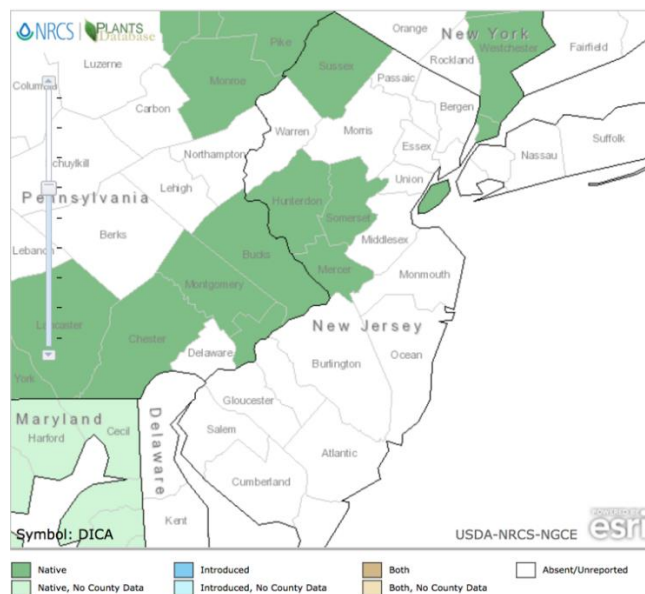 NRCS | PLANTS Database
Orange
New York
Pike
Westchester
Fairfield
Luzerne
Rockland
Sussex
Passaic
Monroe
Bergen
Carbon
Warren
Morris
Suffolk
Essex
Nassau
Northampton
Union
Lehigh
Pennsylvania
Hunterdon
Somerset
Berks
Middlesex
Lebanon
Bucks
Mercer
Monmouth
Montgomery
Lancaster
New Jersey
Chester
Delaware
Ocean
Burlington
York
Gloucester
Maryland
Delaware
Cecil
Harford
Salem
Atlantic
Cumberland
Kent
Symbol: DICA
USDA-NRCS-NGCE
POWERED BY
esri
Native
Introduced
Both
Absent/Unreported
Native, No County Data
Introduced, No County Data
Both, No County Data